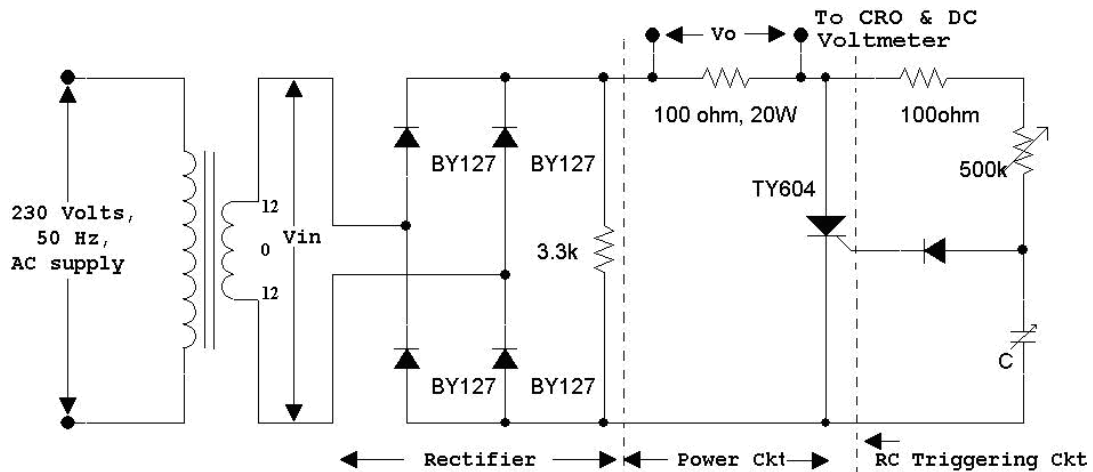 To CRO & DC
Voltmeter
Vo
100 ohm, 20W
100ohm
BY127
BY127
500k
TY604
12
230 Volts,
50 Hz,
AC supply
0
Vin
3.3k
12
C
BY127
BY127
Rectifier
Power Ckt
RC Triggering Ckt